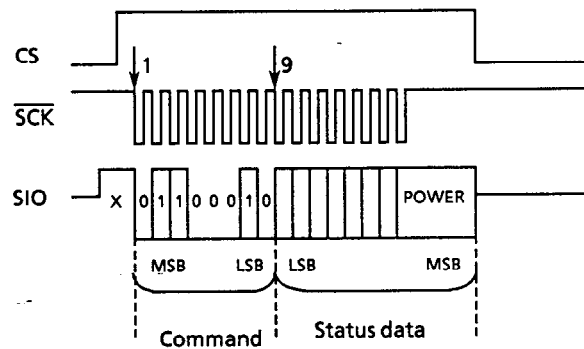 CS
1 9
SCK
SIO X 0 1 1 0 0 0 1 0 POWER
MSB LSB LSB MSB
Command Status data